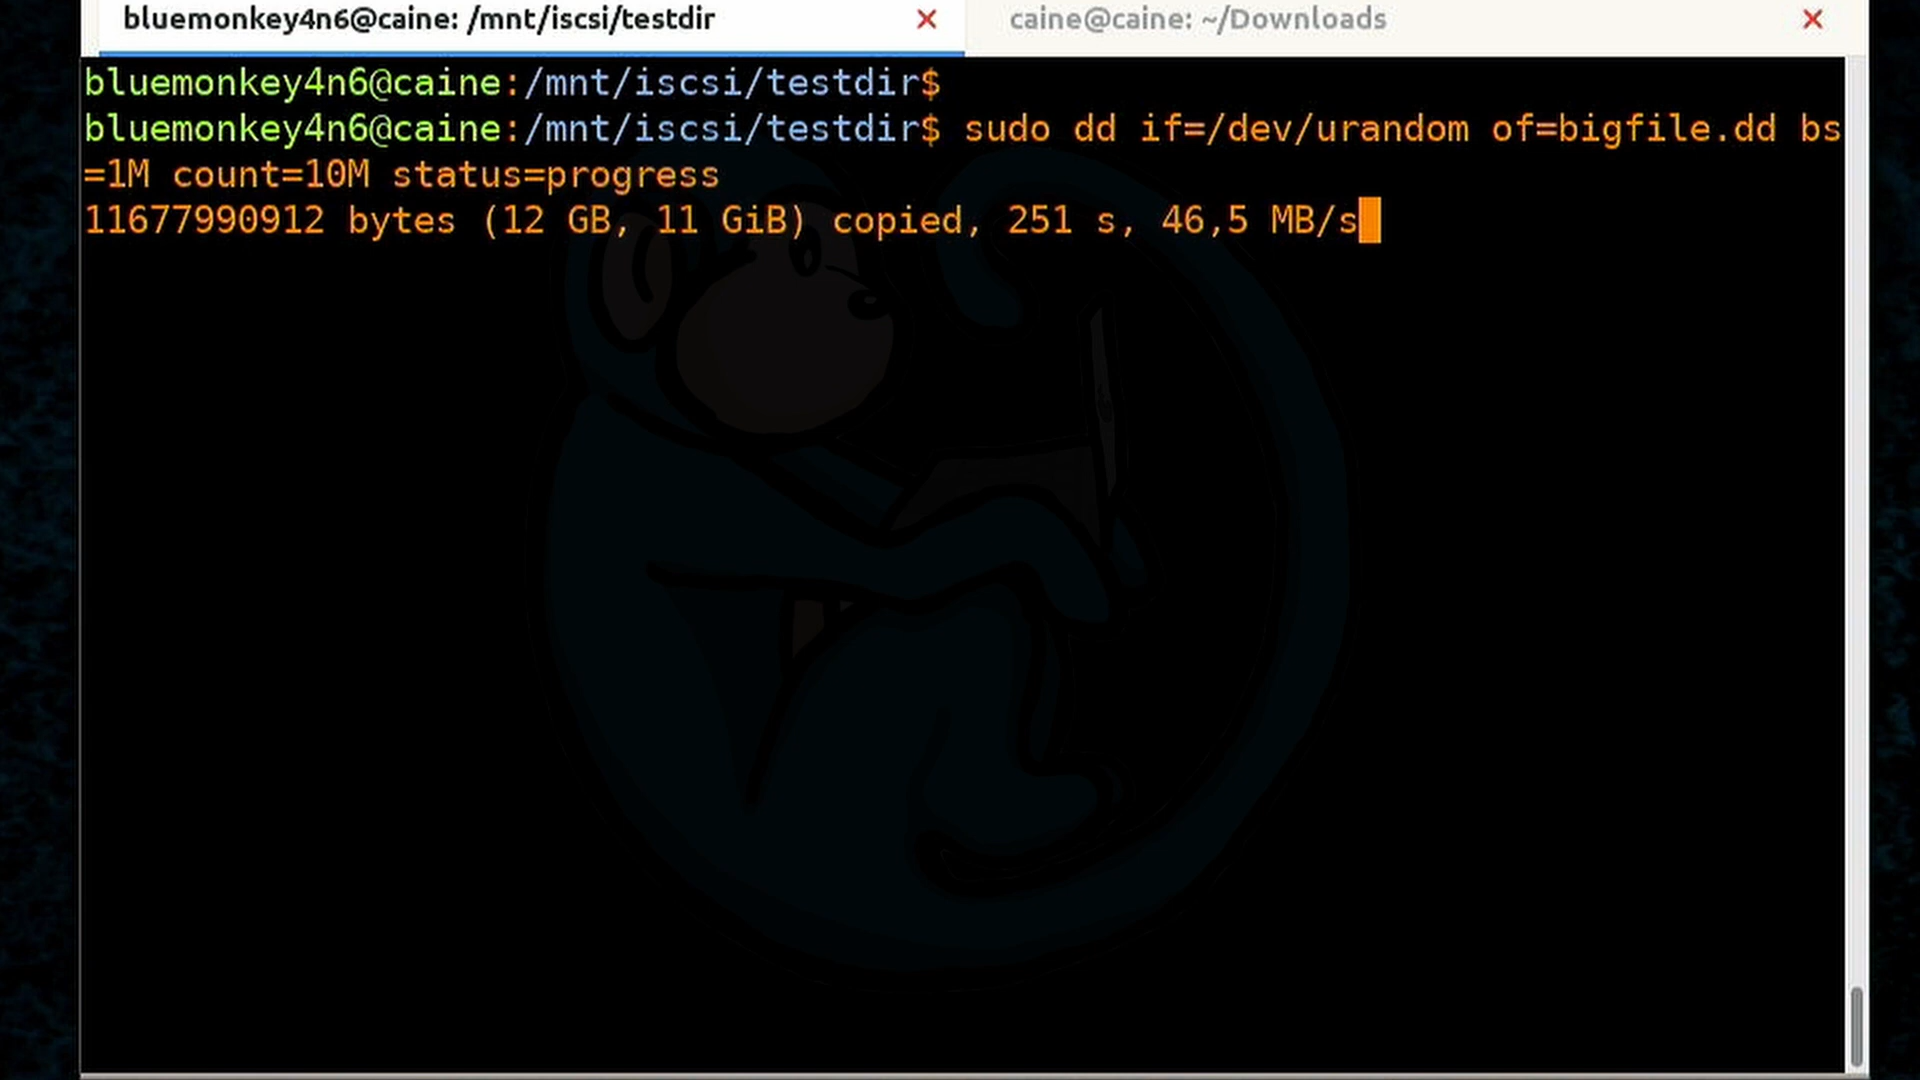 bluemonkey4n6@caine: /mnt/iscsi/testdir
caine@caine: ~/Downloads
bluemonkey4n6@caine:/mnt/iscsi/testdir$
bluemonkey4n6@caine:/mnt/iscsi/testdir$ sudo dd if=/dev/urandom of=bigfile.dd bs
=1M count=10M status=progress
11677990912 bytes (12 GB, 11 GiB) copied, 251 s, 46,5 MB/s